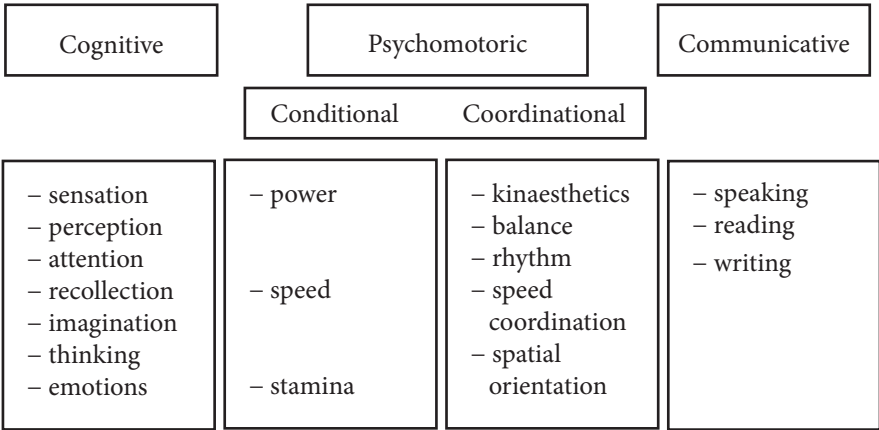 Cognitive
Psychomotoric
Communicative
Conditional Coordinational
– sensation
– perception
– attention
– recollection
– imagination
– thinking
– emotions
– power
– speed
– stamina
– kinaesthetics
– balance
– rhythm
– speed
coordination
– spatial
orientation
– speaking
– reading
– writing